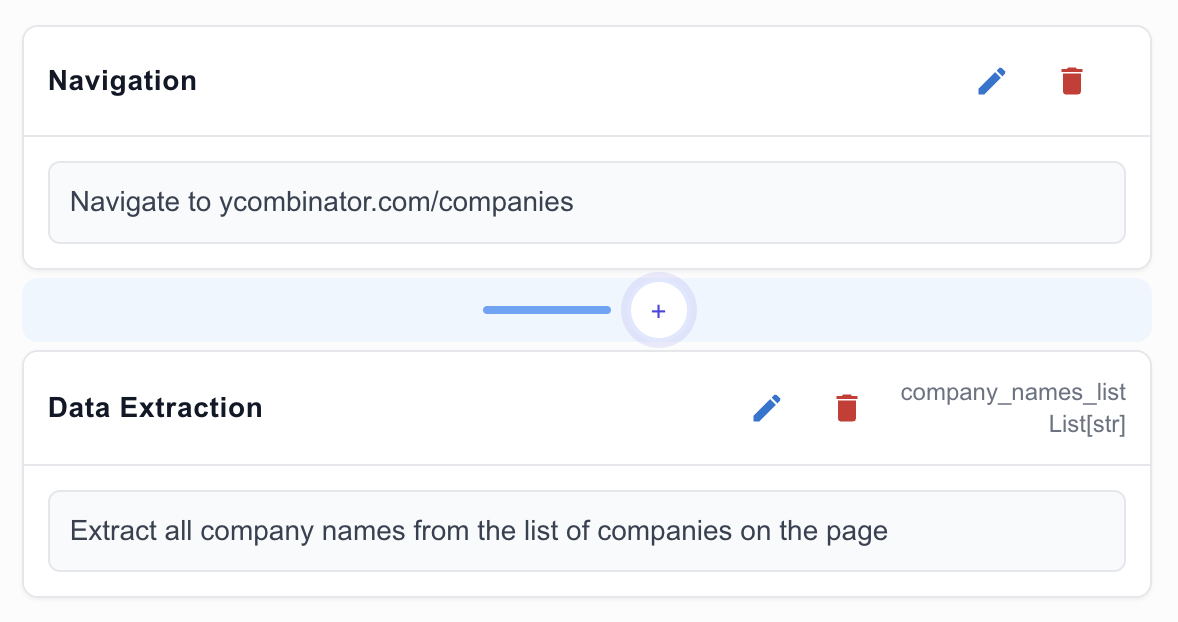 Navigation
Navigate to ycombinator.com/companies
+
Data Extraction
company_names_list
List[str]
Extract all company names from the list of companies on the page